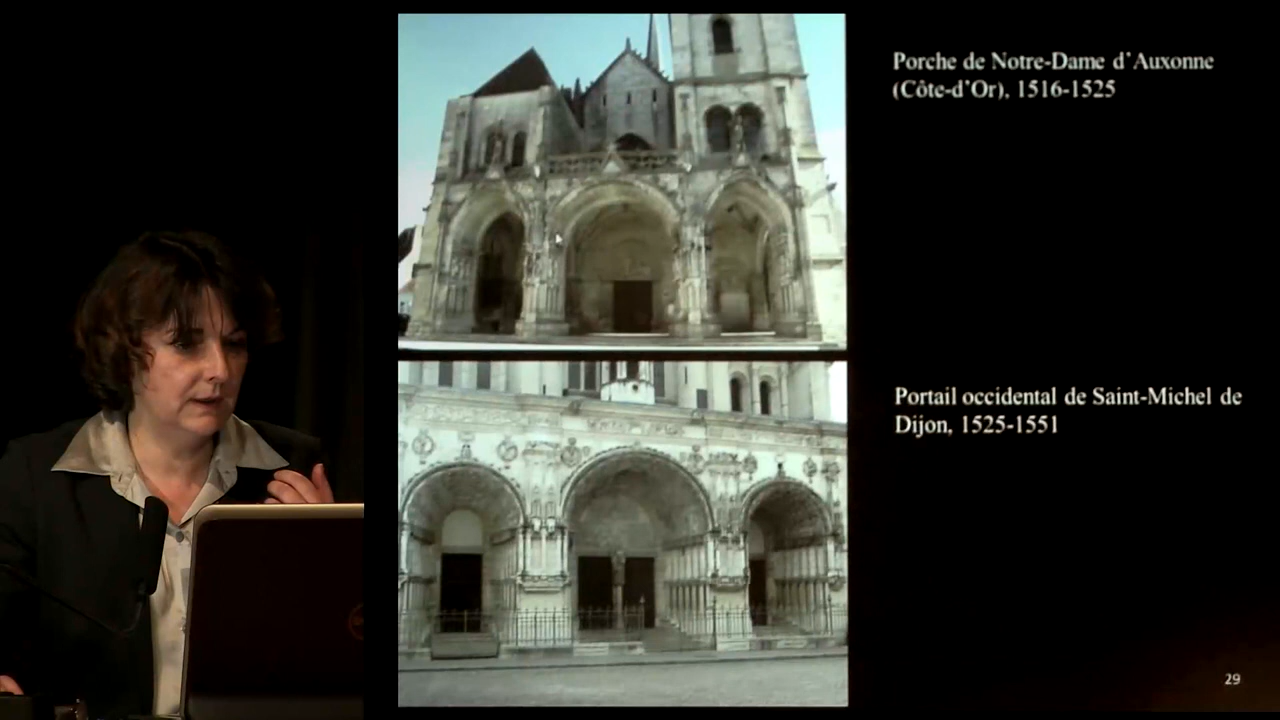 Porche de Notre-Dame d'Auxonne
(Côte-d'Or), 1516-1525
Portail occidental de Saint-Michel de
Dijon, 1525-1551
29